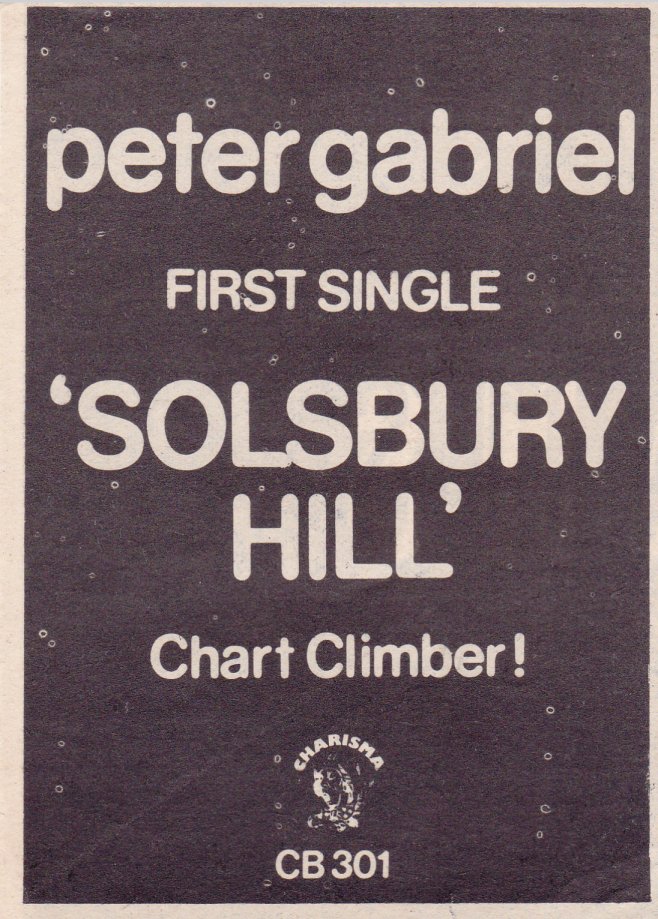 peter gabriel
FIRST SINGLE
‘SOLSBURY
HILL’
Chart Climber!
CHARISMA
CB 301